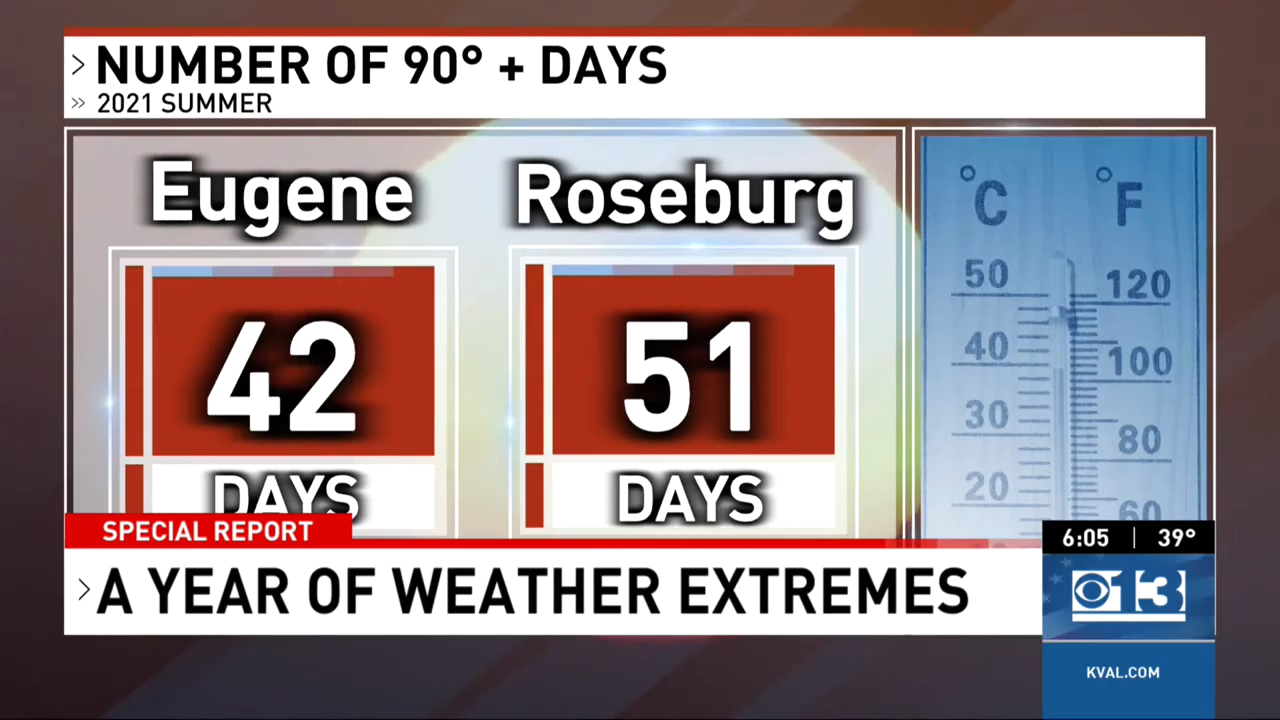 > NUMBER OF 90° + DAYS
» 2021 SUMMER
Eugene
Roseburg
42
51
DAYS
DAYS
°C °F
50 120
40 100
30 80
20 60
SPECIAL REPORT
> A YEAR OF WEATHER EXTREMES
6:05 | 39°
13
KVAL.COM